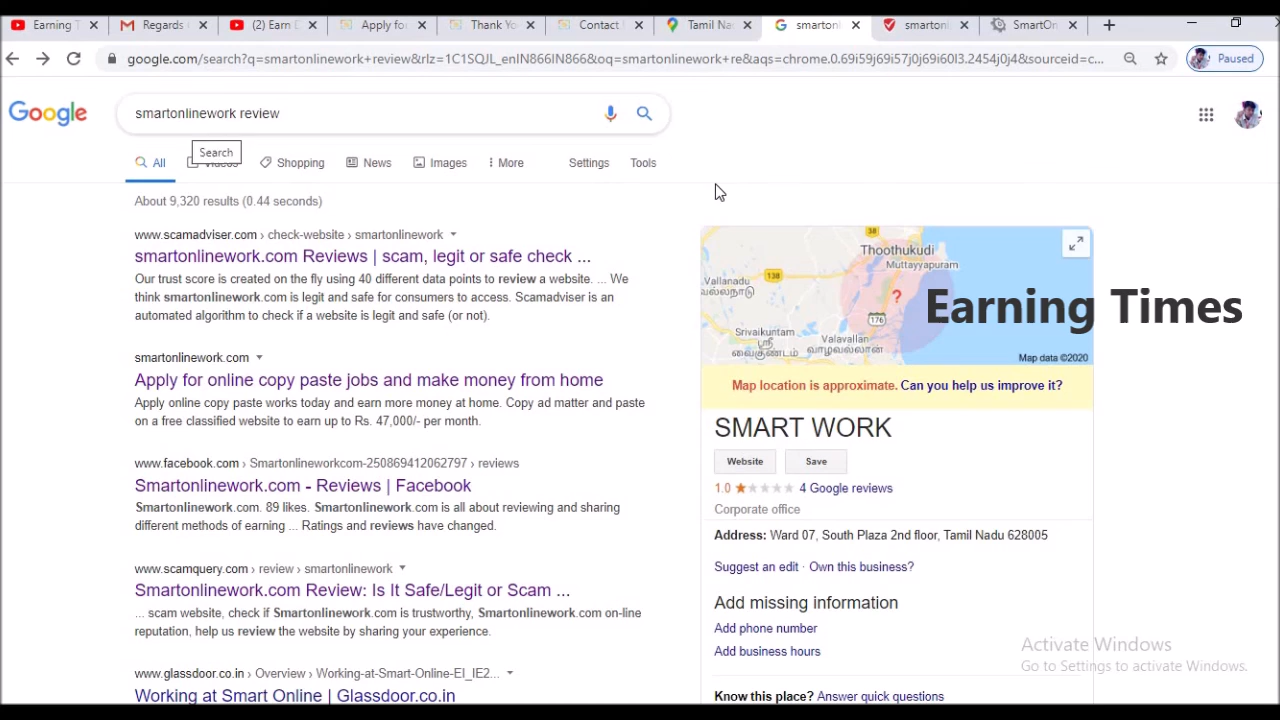 Earning T
Regards
(2) Earn E
Apply fo
Thank Yo
Contact
Tamil Na
smarton
smarton
SmartOn
google.com/search?q=smartonlinework+review&rlz=1C1SQJL_enIN866IN866&oq=smartonlinework+re&aqs=chrome.0.69i59j69i57j0j69i60l3.2454j0j4&sourceid=c...
Paused
Google
smartonlinework review
Search
All
Videos
Shopping
News
Images
More
Settings
Tools
About 9,320 results (0.44 seconds)
www.scamadviser.com › check-website › smartonlinework
smartonlinework.com Reviews | scam, legit or safe check ...
Our trust score is created on the fly using 40 different data points to review a website. ... We
think smartonlinework.com is legit and safe for consumers to access. Scamadviser is an
automated algorithm to check if a website is legit and safe (or not).
smartonlinework.com
Apply for online copy paste jobs and make money from home
Apply online copy paste works today and earn more money at home. Copy ad matter and paste
on a free classified website to earn up to Rs. 47,000/- per month.
www.facebook.com › Smartonlineworkcom-250869412062797 › reviews
Smartonlinework.com - Reviews | Facebook
Smartonlinework.com. 89 likes. Smartonlinework.com is all about reviewing and sharing
different methods of earning ... Ratings and reviews have changed.
www.scamquery.com › review › smartonlinework
Smartonlinework.com Review: Is It Safe/Legit or Scam ...
... scam website, check if Smartonlinework.com is trustworthy, Smartonlinework.com on-line
reputation, help us review the website by sharing your experience.
www.glassdoor.co.in › Overview › Working-at-Smart-Online-EI_IE2...
Working at Smart Online | Glassdoor.co.in
38
Thoothukudi
Muttayyapuram
138
Vallanadu
வல்லநாடு
?
176
Srivaikuntam
ஸ்ரீ
வைகுண்டம்
Valavallan
வாழவல்லான்
Earning Times
Map data ©2020
Map location is approximate. Can you help us improve it?
SMART WORK
Website
Save
1.0
4 Google reviews
Corporate office
Address: Ward 07, South Plaza 2nd floor, Tamil Nadu 628005
Suggest an edit · Own this business?
Add missing information
Add phone number
Add business hours
Know this place? Answer quick questions
Activate Windows
Go to Settings to activate Windows.